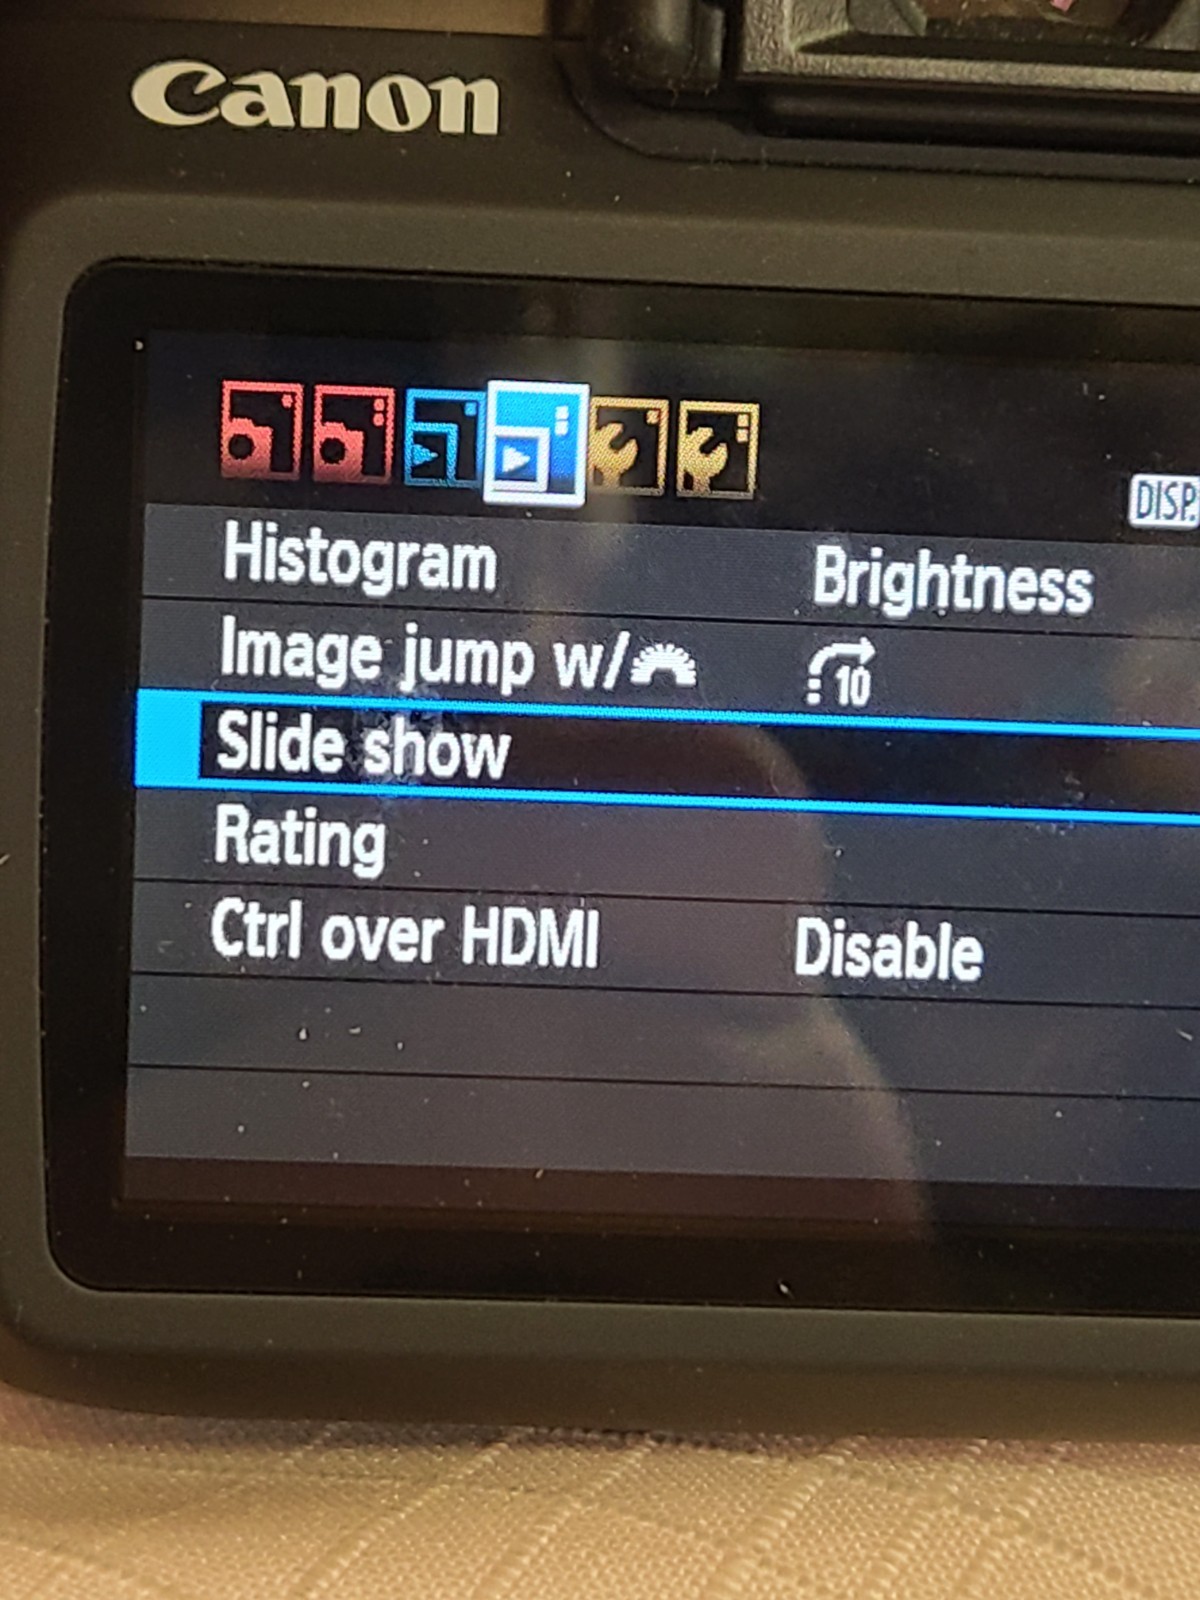 Canon
DISP.
Histogram Brightness
Image jump w/ 10
Slide show
Rating
Ctrl over HDMI Disable